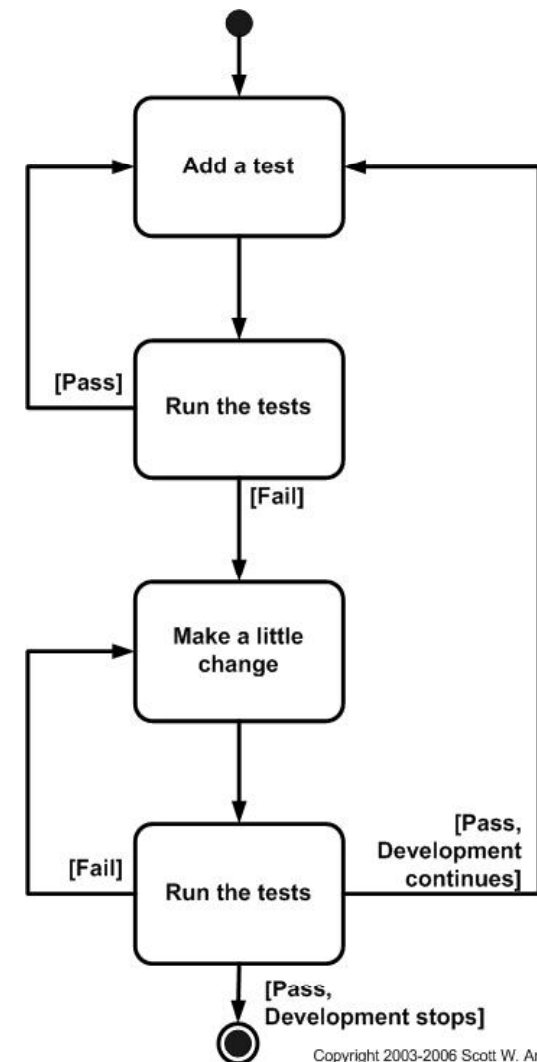 Add a test
[Pass]
Run the tests
[Fail]
Make a little
change
[Pass,
Development
continues]
[Fail]
Run the tests
[Pass,
Development stops]
Copyright 2003-2006 Scott W.